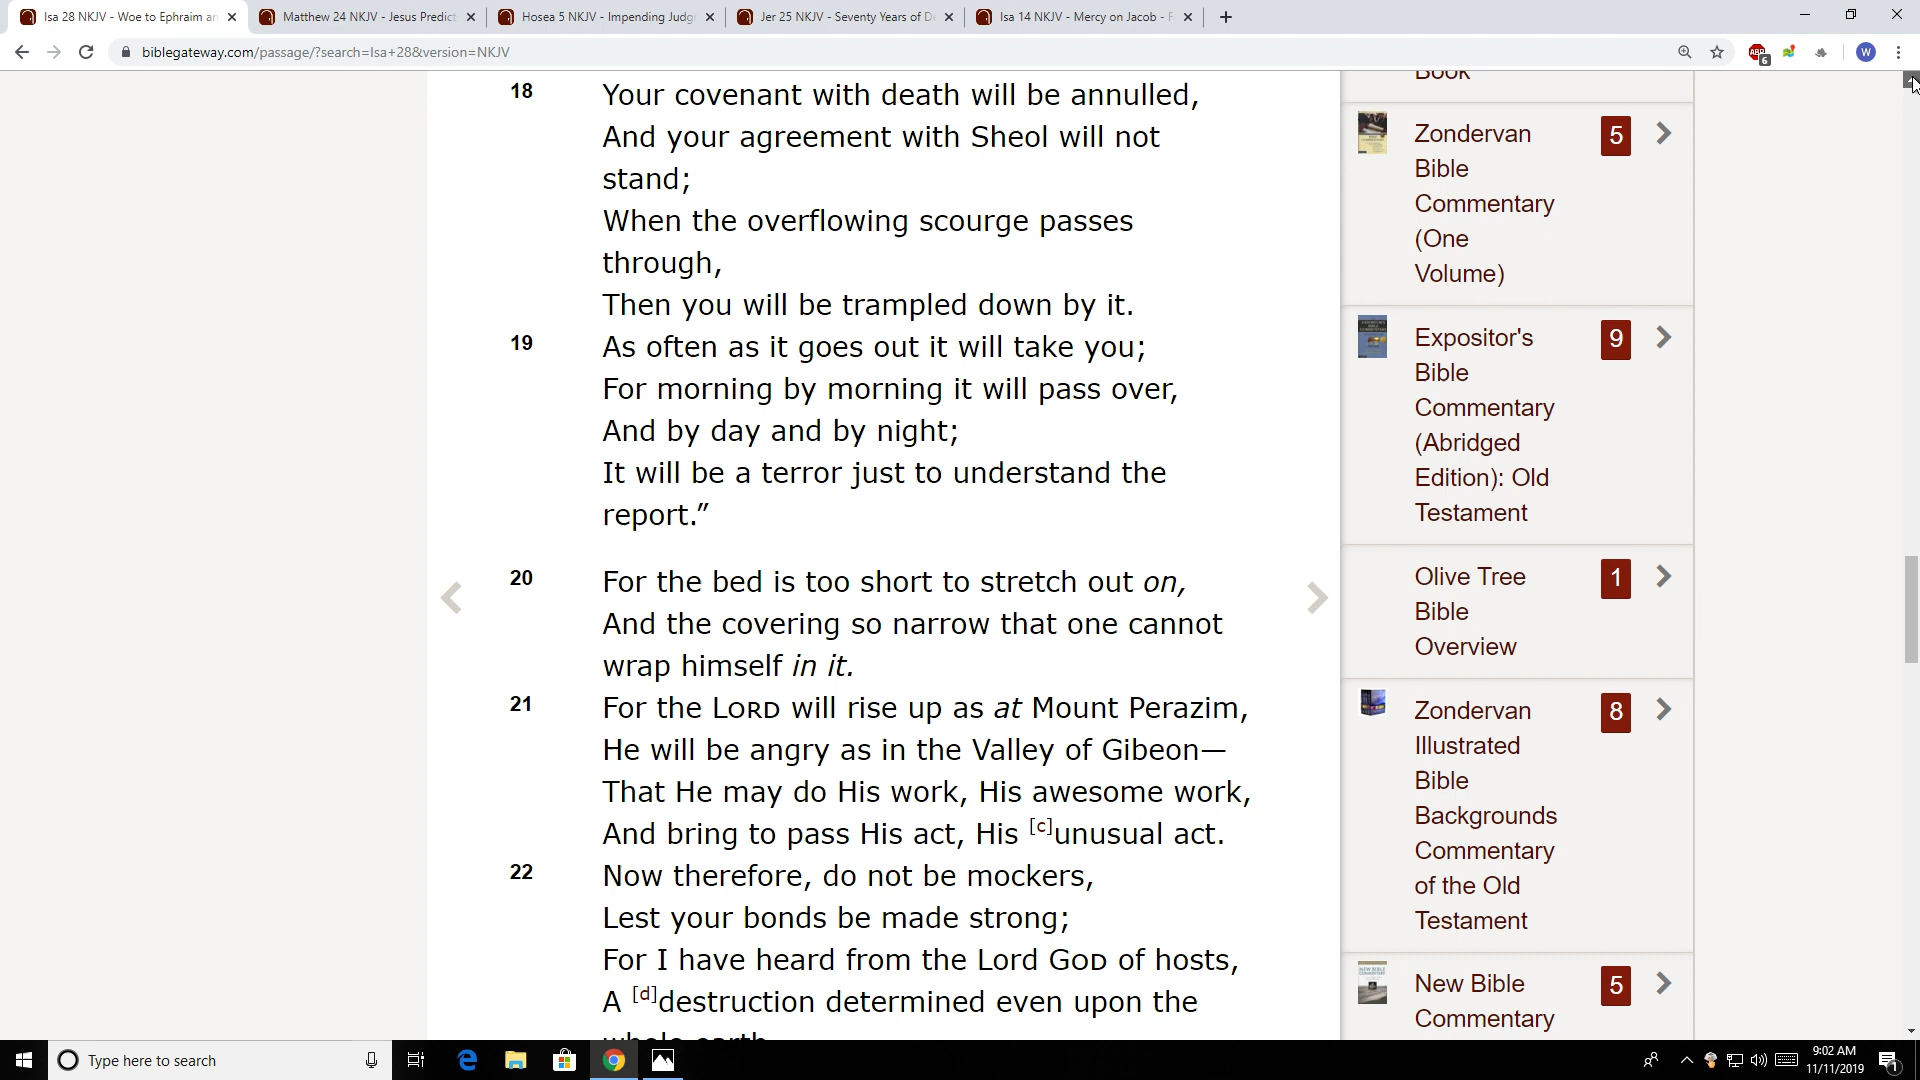 Isa 28 NKJV - Woe to Ephraim an
Matthew 24 NKJV - Jesus Predict
Hosea 5 NKJV - Impending Judg
Jer 25 NKJV - Seventy Years of De
Isa 14 NKJV - Mercy on Jacob - F
biblegateway.com/passage/?search=Isa+28&version=NKJV
ABP
6
W
18 Your covenant with death will be annulled,
And your agreement with Sheol will not
stand;
When the overflowing scourge passes
through,
Then you will be trampled down by it.
19 As often as it goes out it will take you;
For morning by morning it will pass over,
And by day and by night;
It will be a terror just to understand the
report.”
20 For the bed is too short to stretch out on,
And the covering so narrow that one cannot
wrap himself in it.
21 For the LORD will rise up as at Mount Perazim,
He will be angry as in the Valley of Gibeon—
That He may do His work, His awesome work,
And bring to pass His act, His [c]unusual act.
22 Now therefore, do not be mockers,
Lest your bonds be made strong;
For I have heard from the Lord GOD of hosts,
A [d]destruction determined even upon the
whole earth
Book
Zondervan 5
Bible
Commentary
(One
Volume)
Expositor's 9
Bible
Commentary
(Abridged
Edition): Old
Testament
Olive Tree 1
Bible
Overview
Zondervan 8
Illustrated
Bible
Backgrounds
Commentary
of the Old
Testament
New Bible 5
Commentary
Type here to search
9:02 AM
11/11/2019
1